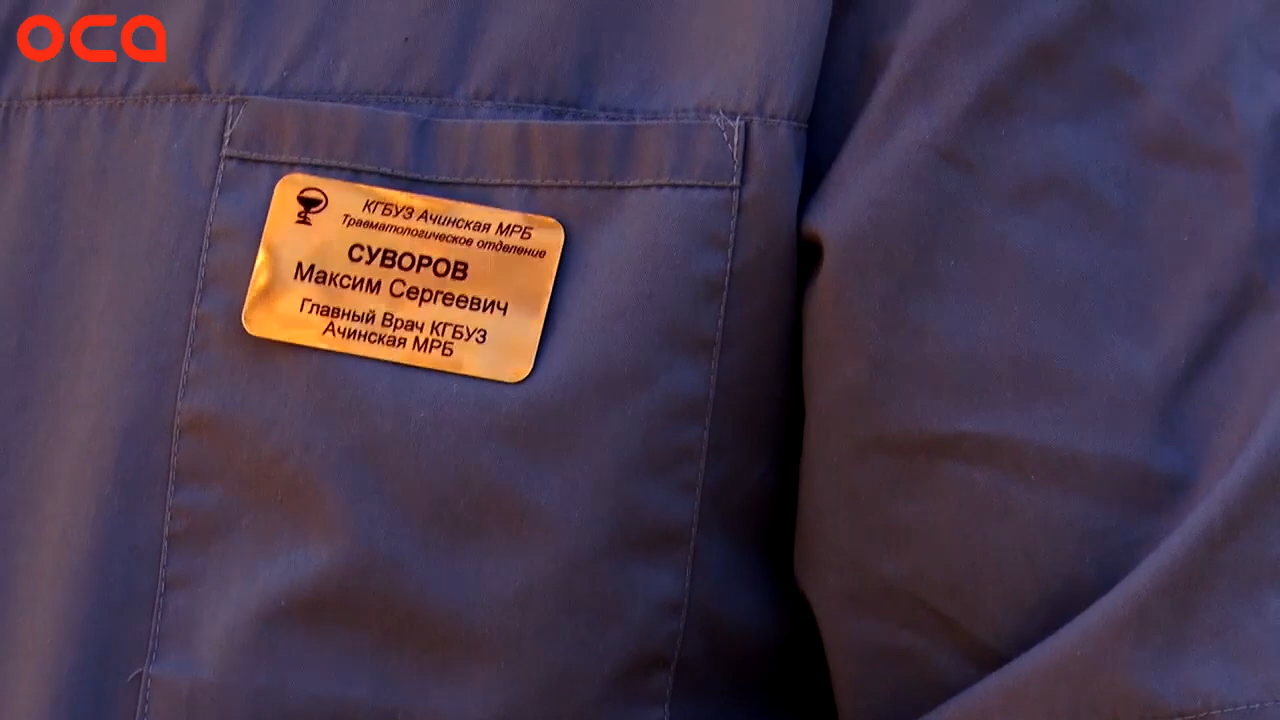 оса
КГБУЗ Ачинская МРБ
Травматологическое отделение
СУВОРОВ
Максим Сергеевич
Главный Врач КГБУЗ
Ачинская МРБ